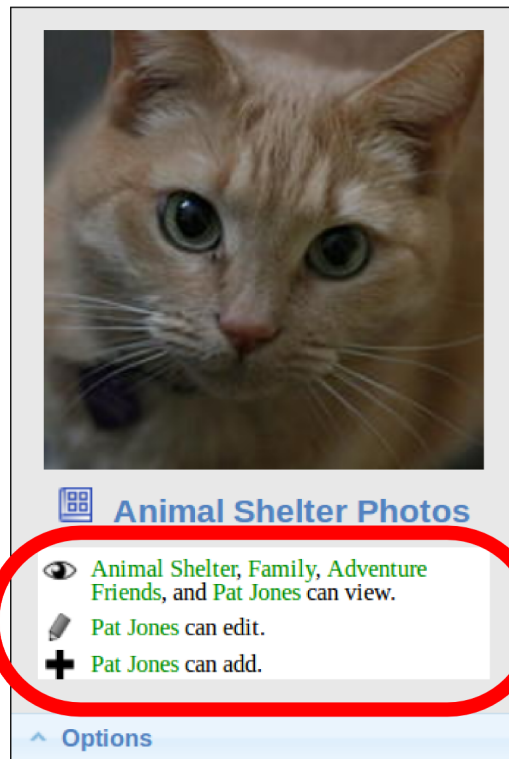 Animal Shelter Photos
Animal Shelter, Family, Adventure
Friends, and Pat Jones can view.
Pat Jones can edit.
Pat Jones can add.
Options